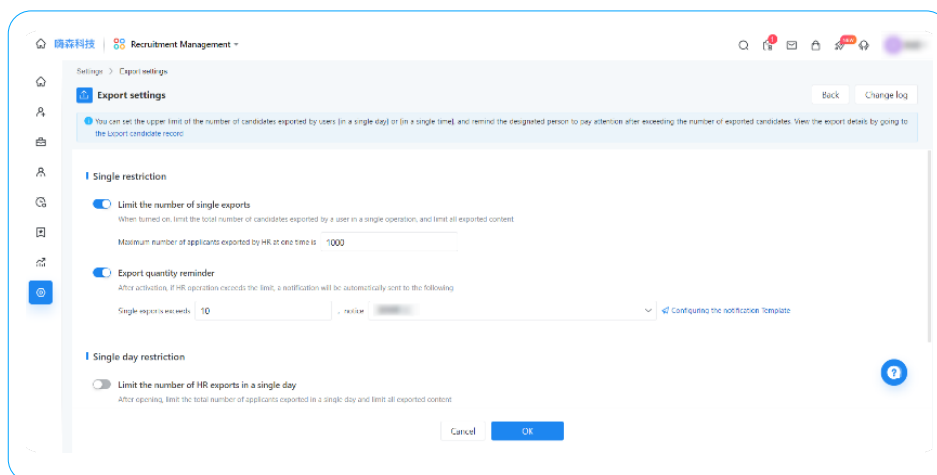 嗨森科技 Recruitment Management
1
NEW
Settings > Export settings
Export settings
Back
Change log
You can set the upper limit of the number of candidates exported by users (in a single day) or (in a single time), and remind the designated person to pay attention after exceeding the number of exported candidates. View the export details by going to
the Export candidate record
Single restriction
Limit the number of single exports
When turned on, limit the total number of candidates exported by a user in a single operation, and limit all exported content
Maximum number of applicants exported by HR at one time is 1000
Export quantity reminder
After activation, if HR operation exceeds the limit, a notification will be automatically sent to the following
Single exports exceeds 10 , notice Configuring the notification Template
Single day restriction
Limit the number of HR exports in a single day
After opening, limit the total number of applicants exported in a single day and limit all exported content
Cancel
OK